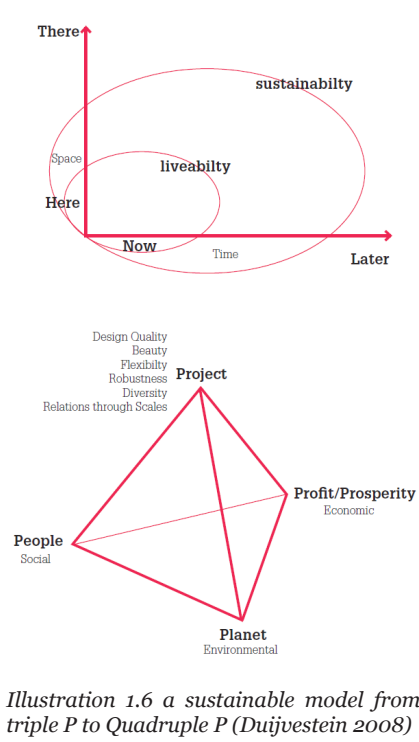 There
sustainabilty
Space
liveabilty
Here
Now
Time
Later
Design Quality
Beauty
Flexibilty
Robustness
Project
Diversity
Relations through Scales
Profit/Prosperity
Economic
People
Social
Planet
Environmental
Illustration 1.6 a sustainable model from
triple P to Quadruple P (Duijvestein 2008)